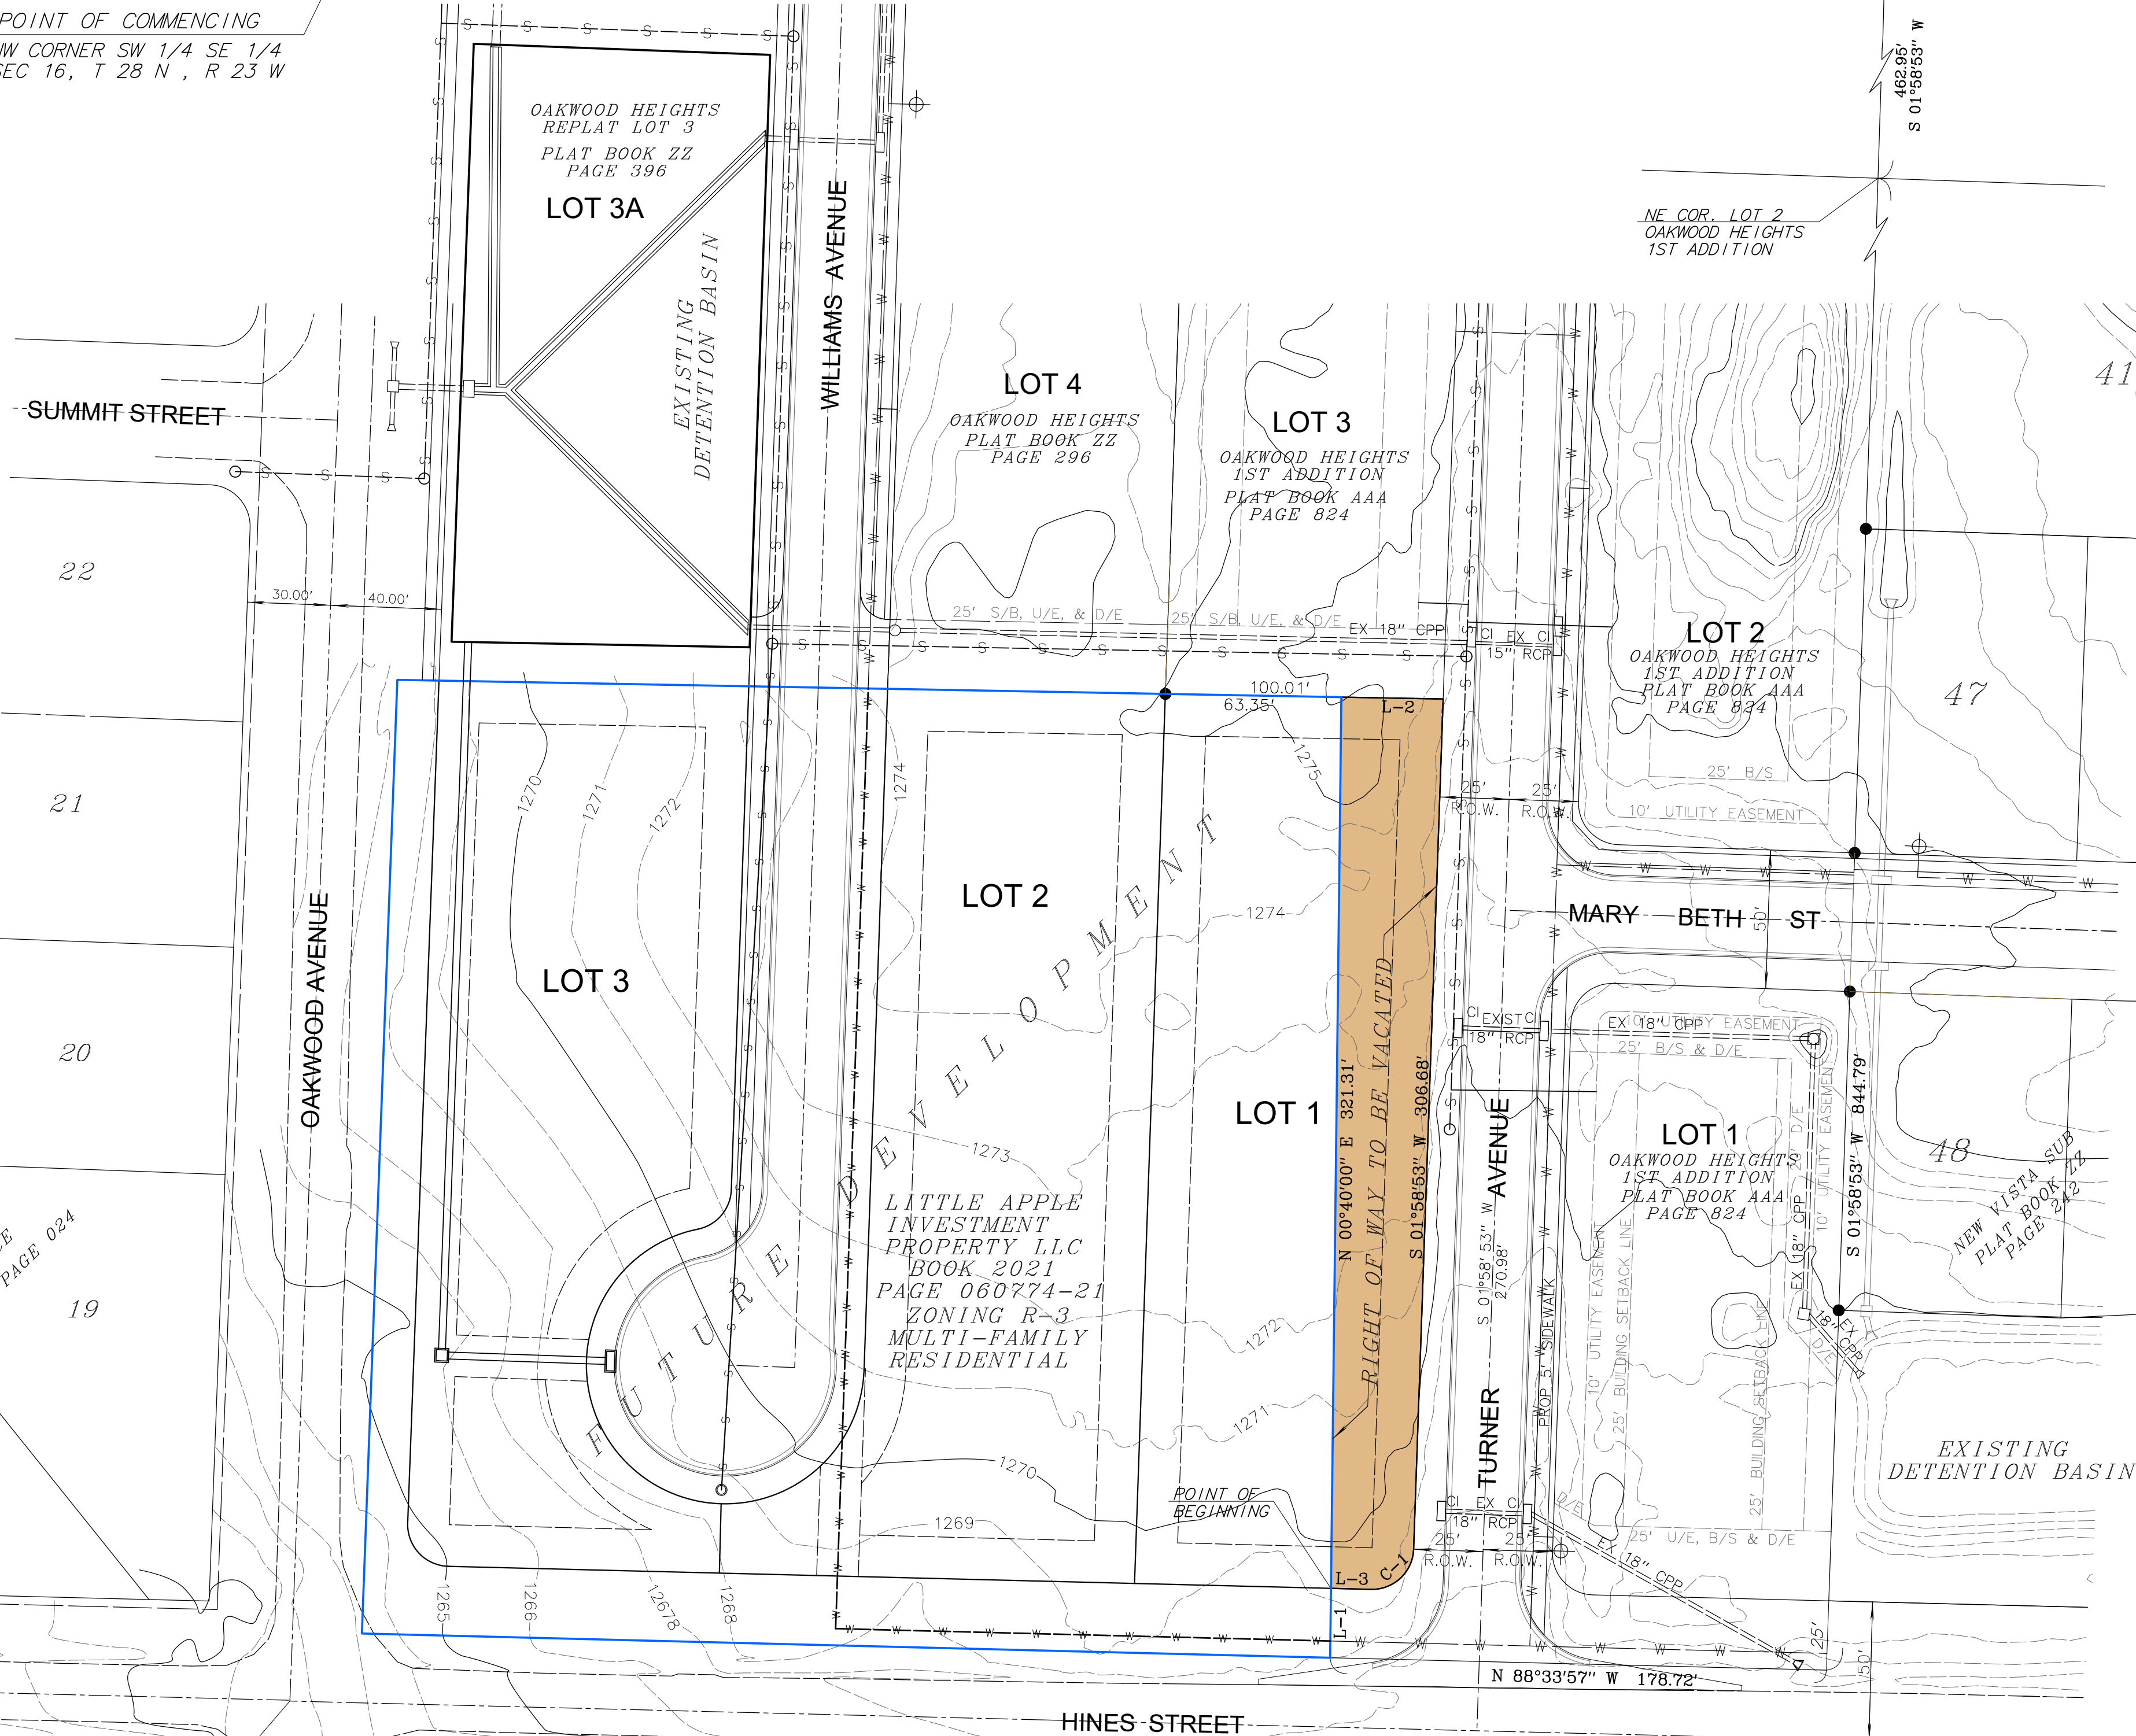 POINT OF COMMENCING
NW CORNER SW 1/4 SE 1/4
SEC 16, T 28 N , R 23 W
OAKWOOD HEIGHTS
REPLAT LOT 3
PLAT BOOK ZZ
PAGE 396
LOT 3A
EXISTING
DETENTION BASIN
WILLIAMS AVENUE
462.95'
S 01°58'53" W
NE COR. LOT 2
OAKWOOD HEIGHTS
1ST ADDITION
SUMMIT STREET
LOT 4
OAKWOOD HEIGHTS
PLAT BOOK ZZ
PAGE 296
LOT 3
OAKWOOD HEIGHTS
1ST ADDITION
PLAT BOOK AAA
PAGE 824
41
22
30.00'
40.00'
25' S/B, U/E, & D/E
25' S/B, U/E, & D/E
EX 18" CPP
CI EX CI
15" RCP
LOT 2
OAKWOOD HEIGHTS
1ST ADDITION
PLAT BOOK AAA
PAGE 824
47
100.01'
63.35'
L-2
21
1270
1271
1272
1274
1275
25'
R.O.W.
25'
R.O.W.
25' B/S
10' UTILITY EASEMENT
LOT 2
1274
MARY BETH ST
50'
OAKWOOD AVENUE
LOT 3
20
FUTURE DEVELOPMENT
LOT 1
N 00°40'00" E 321.31'
RIGHT OF WAY TO BE VACATED
S 01°58'53" W 306.68'
CI EXIST CI
18" RCP
EX 18" CPP
10' UTILITY EASEMENT
25' B/S & D/E
TURNER AVENUE
S 01°58'53" W
270.98'
PROP 5' SIDEWALK
LOT 1
OAKWOOD HEIGHTS
1ST ADDITION
PLAT BOOK AAA
PAGE 824
10' UTILITY EASEMENT
25' BUILDING SETBACK LINE
25' BUILDING SETBACK LINE
EX 18" CPP
D/E
10' UTILITY EASEMENT
S 01°58'53" W 844.79'
48
NEW VISTA SUB
PLAT BOOK ZZ
PAGE 242
1273
LITTLE APPLE
INVESTMENT
PROPERTY LLC
BOOK 2021
PAGE 060774-21
ZONING R-3
MULTI-FAMILY
RESIDENTIAL
PAGE 024
19
1272
1271
1270
1269
EX
18" CPP
D/E
EXISTING
DETENTION BASIN
POINT OF
BEGINNING
CI EX CI
18" RCP
25'
R.O.W.
25'
R.O.W.
D/E
25' U/E, B/S & D/E
EX 18" CPP
L-3
C-1
L-1
1265
1266
12678
1268
25'
50'
N 88°33'57" W 178.72'
HINES STREET